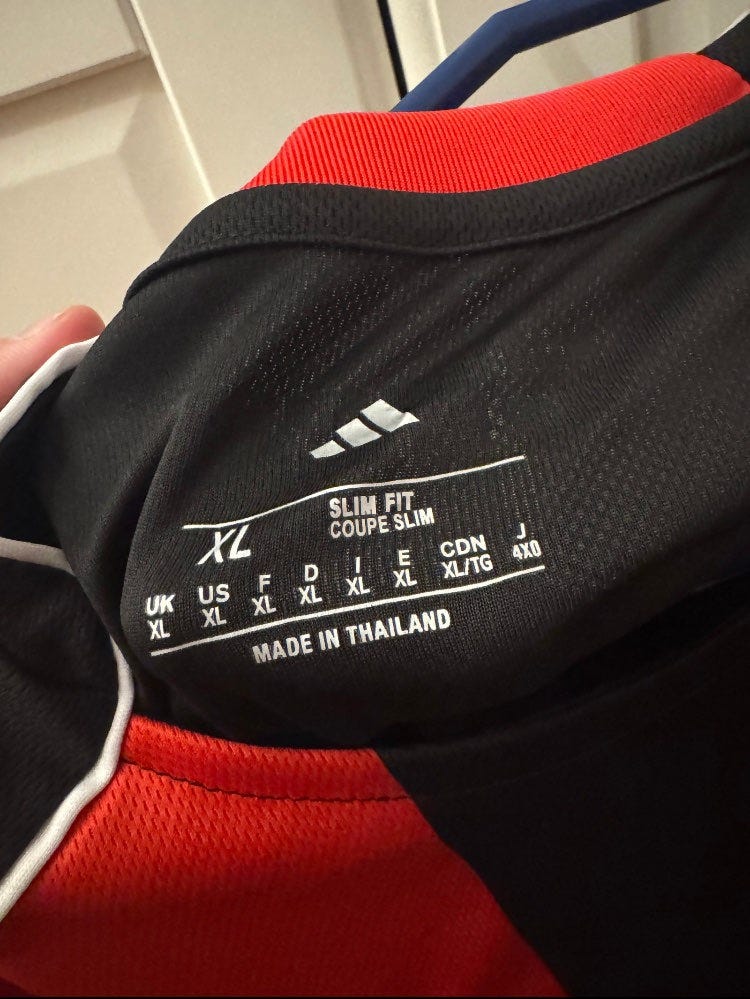 SLIM FIT
COUPE SLIM
XL
UK US F D I E CDN J
XL XL XL XL XL XL XL/TG 4XO
MADE IN THAILAND